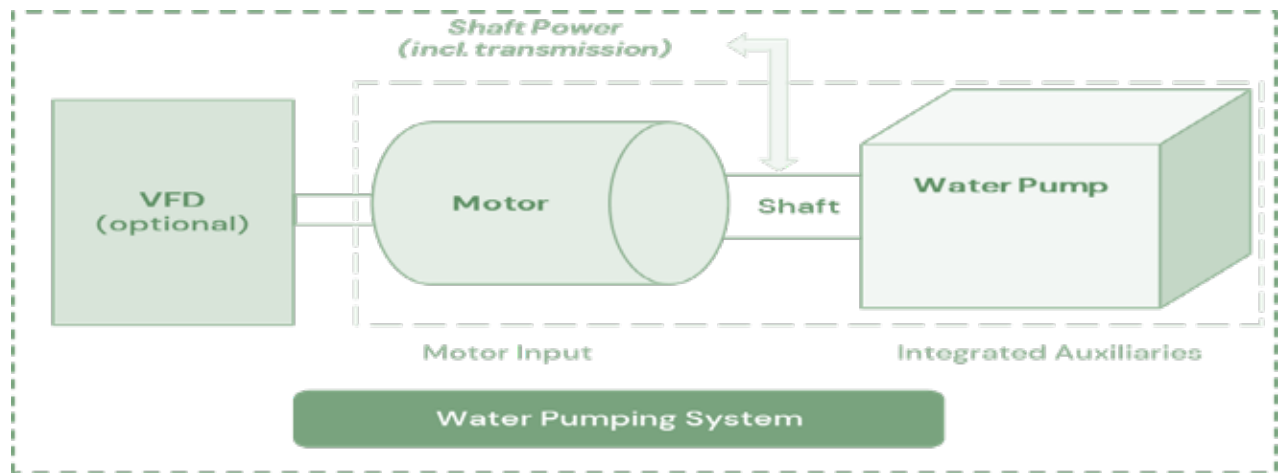 Shaft Power
(incl. transmission)
VFD
(optional)
Motor
Shaft
Water Pump
Motor Input
Integrated Auxiliaries
Water Pumping System